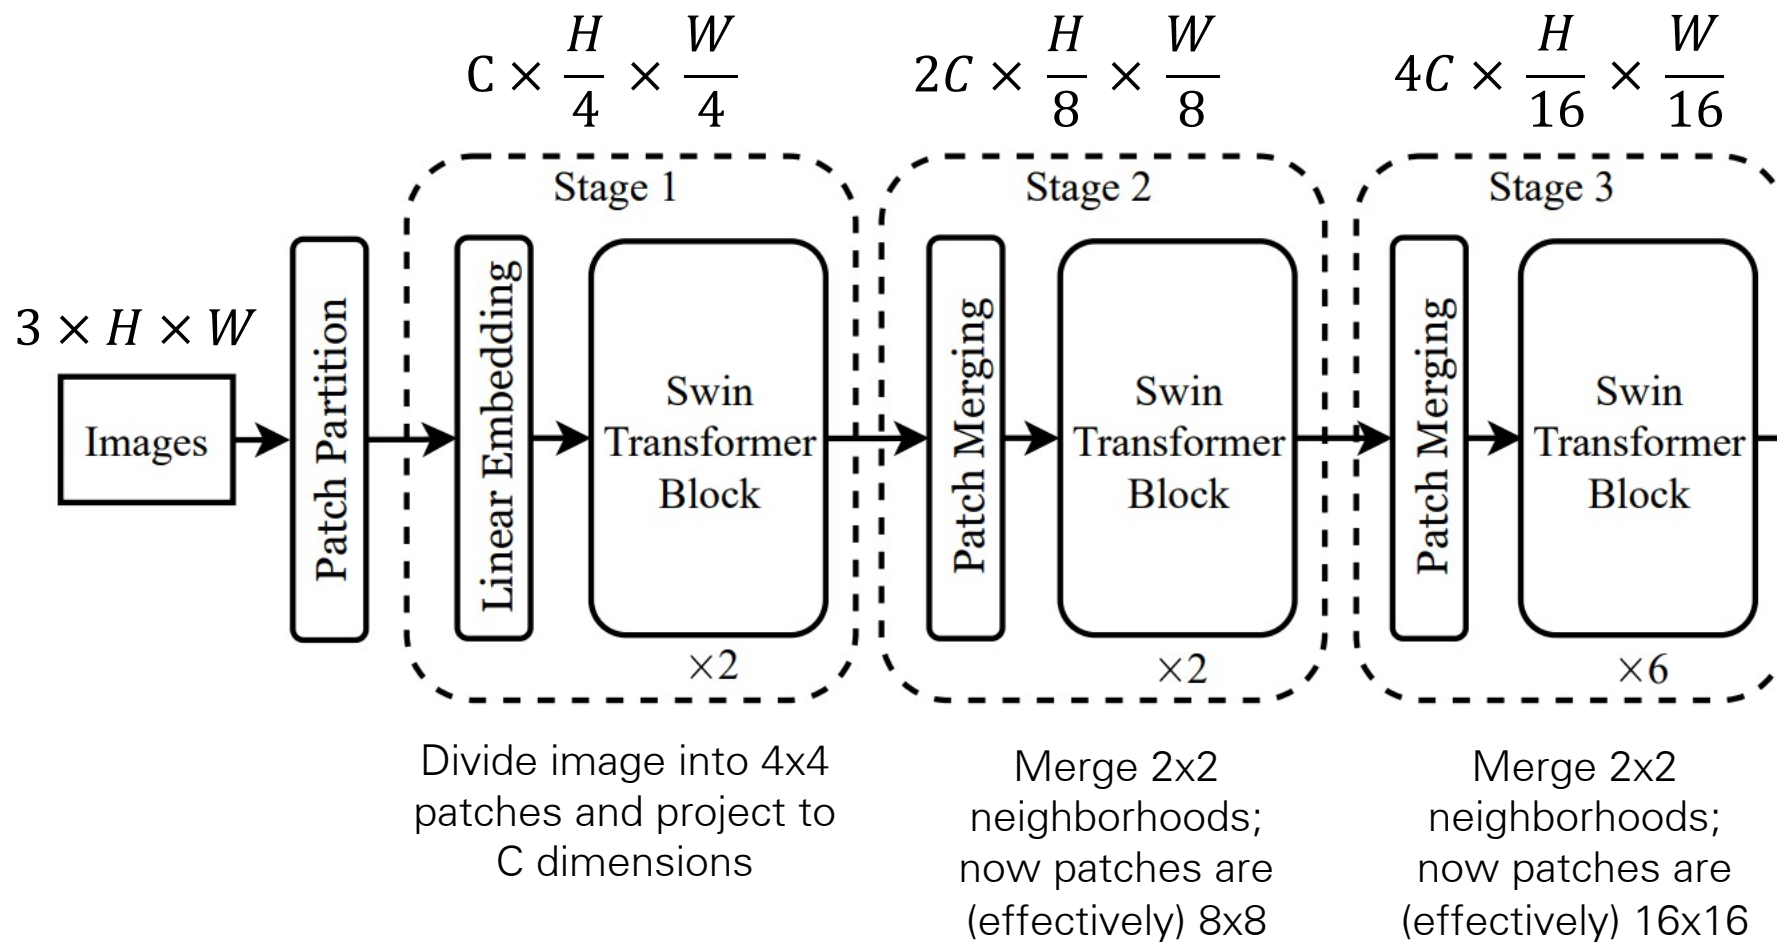 C × H/4 × W/4
2C × H/8 × W/8
4C × H/16 × W/16
Stage 1
Stage 2
Stage 3
3 × H × W
Images
Patch Partition
Linear Embedding
Swin
Transformer
Block
×2
Patch Merging
Swin
Transformer
Block
×2
Patch Merging
Swin
Transformer
Block
×6
Divide image into 4x4
patches and project to
C dimensions
Merge 2x2
neighborhoods;
now patches are
(effectively) 8x8
Merge 2x2
neighborhoods;
now patches are
(effectively) 16x16